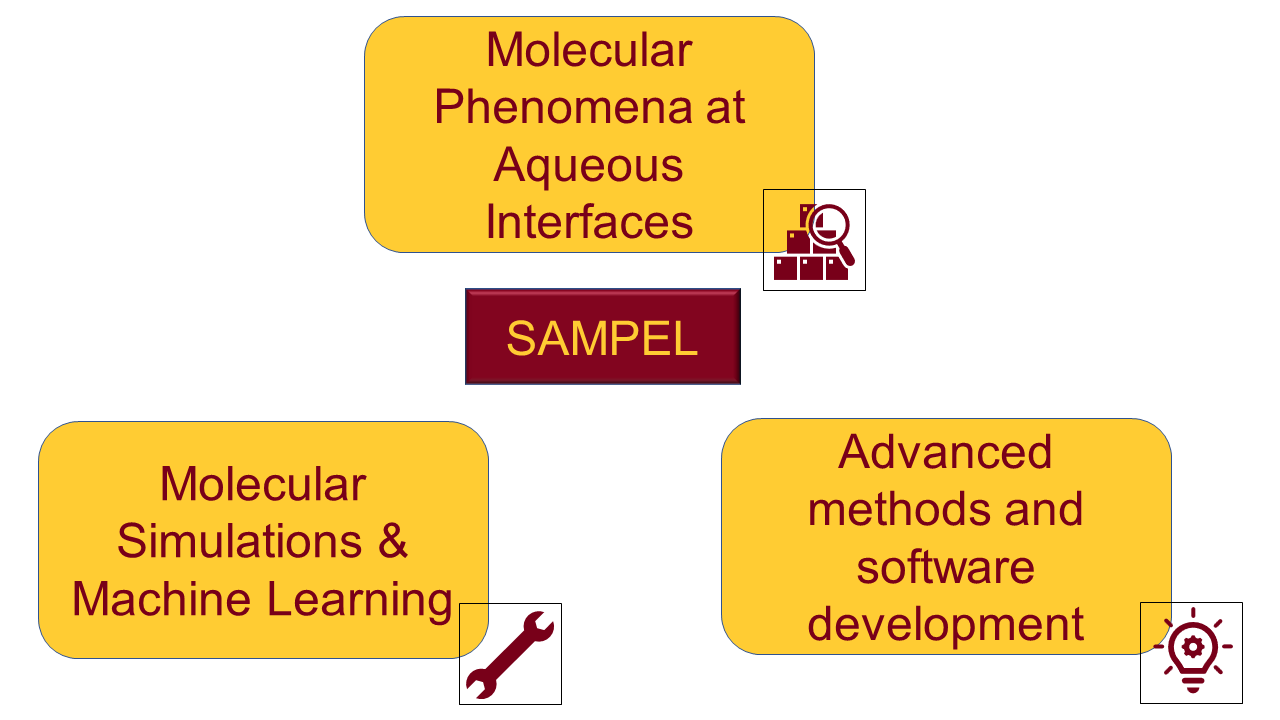 Molecular
Phenomena at
Aqueous
Interfaces
SAMPEL
Molecular
Simulations &
Machine Learning
Advanced
methods and
software
development